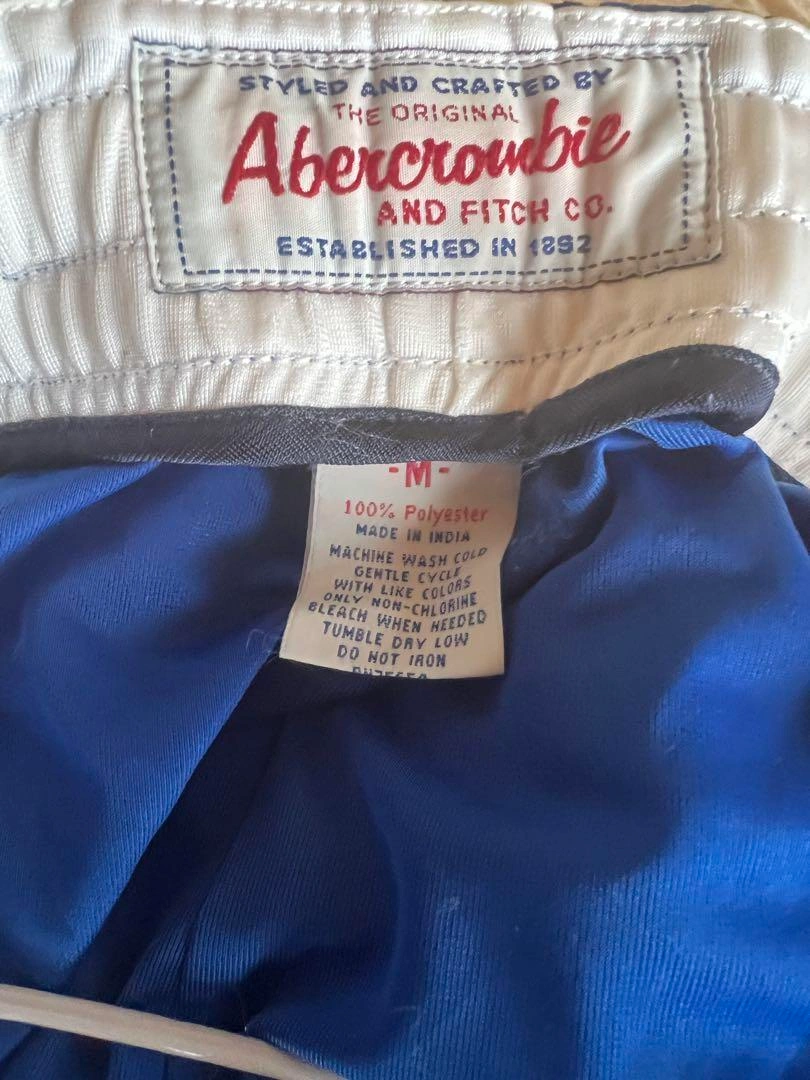 STYLED AND CRAFTED BY
THE ORIGINAL
Abercrombie
AND FITCH CO.
ESTABLISHED IN 1892
-M-
100% Polyester
MADE IN INDIA
MACHINE WASH COLD
GENTLE CYCLE
WITH LIKE COLORS
ONLY NON-CHLORINE
BLEACH WHEN NEEDED
TUMBLE DRY LOW
DO NOT IRON